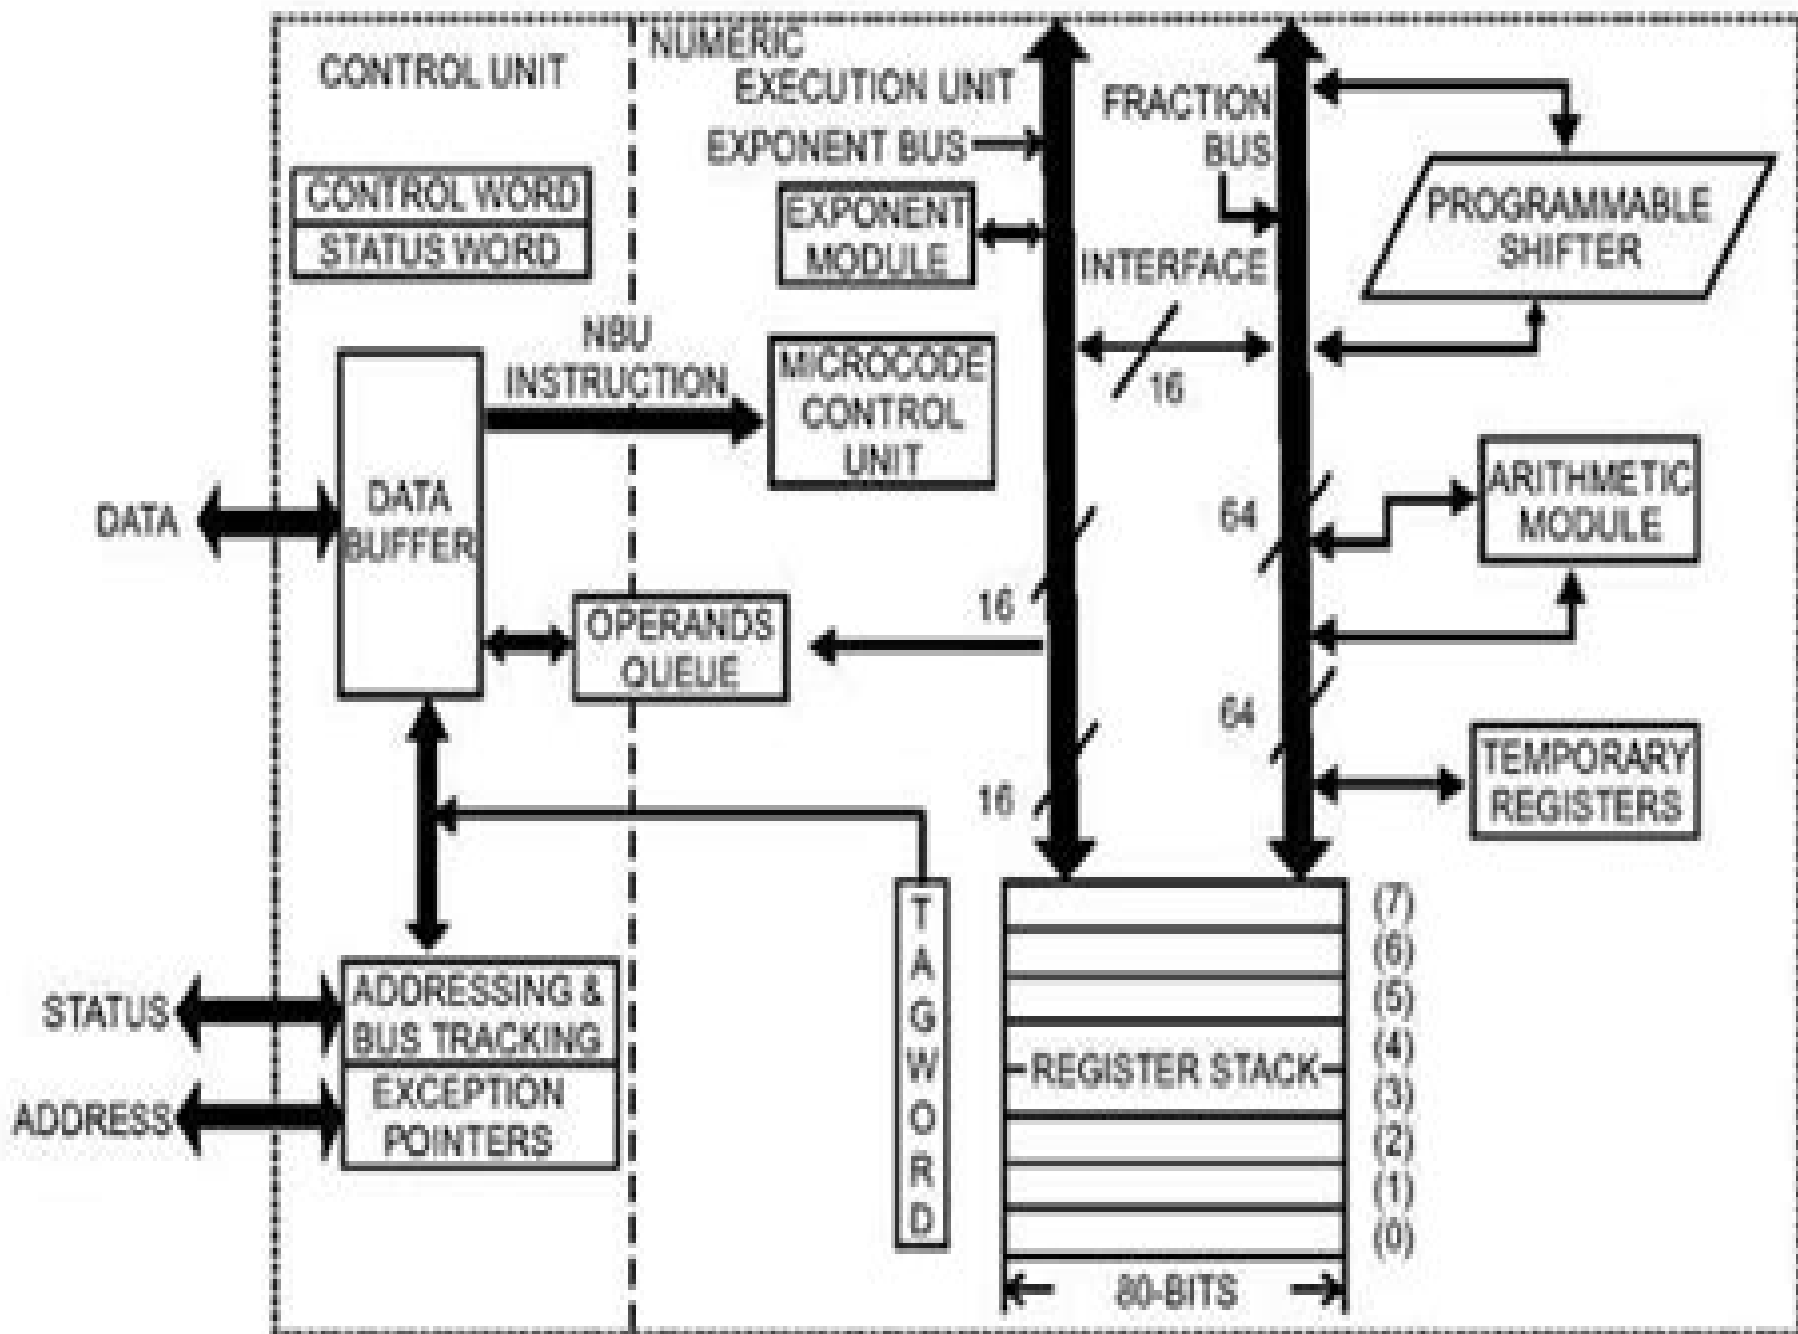 CONTROL UNIT
CONTROL WORD
STATUS WORD
NBU
INSTRUCTION
DATA
DATA
BUFFER
OPERANDS
QUEUE
STATUS
ADDRESSING &
BUS TRACKING
ADDRESS
EXCEPTION
POINTERS
NUMERIC
EXECUTION UNIT
EXPONENT BUS
EXPONENT
MODULE
MICROCODE
CONTROL
UNIT
FRACTION
BUS
INTERFACE
16
PROGRAMMABLE
SHIFTER
64
ARITHMETIC
MODULE
16
64
16
TEMPORARY
REGISTERS
T
A
G
W
O
R
D
(7)
(6)
(5)
(4)
REGISTER STACK
(3)
(2)
(1)
(0)
80-BITS